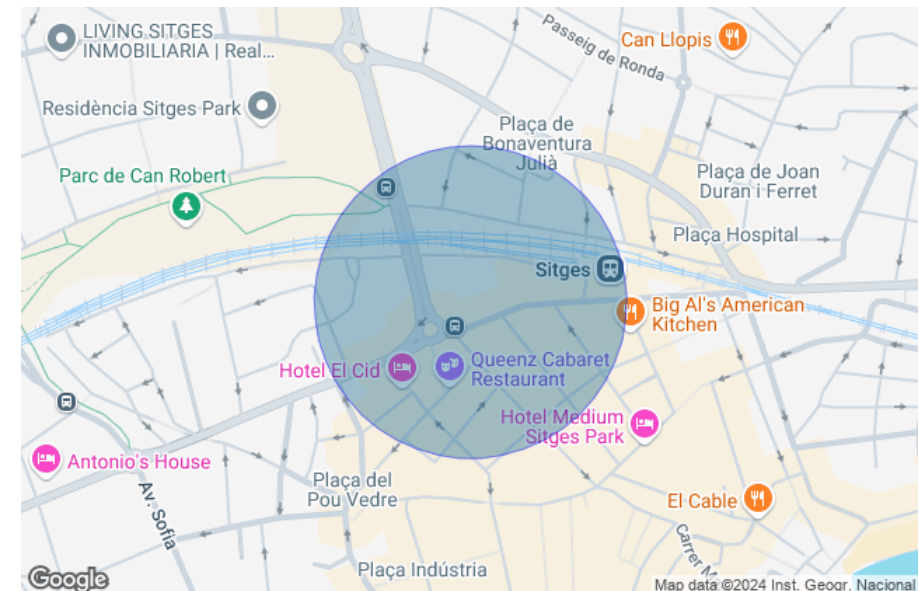 LIVING SITGES
INMOBILIARIA | Real...
Can Llopis
Passeig de Ronda
Residència Sitges Park
Plaça de
Bonaventura
Julià
Parc de Can Robert
Plaça de Joan
Duran i Ferret
Plaça Hospital
Sitges
Big Al's American
Kitchen
Hotel El Cid
Queenz Cabaret
Restaurant
Hotel Medium
Sitges Park
Antonio's House
Plaça del
Pou Vedre
Av. Sofia
El Cable
Carrer M
Plaça Indústria
Google
Map data ©2024 Inst. Geogr. Nacional